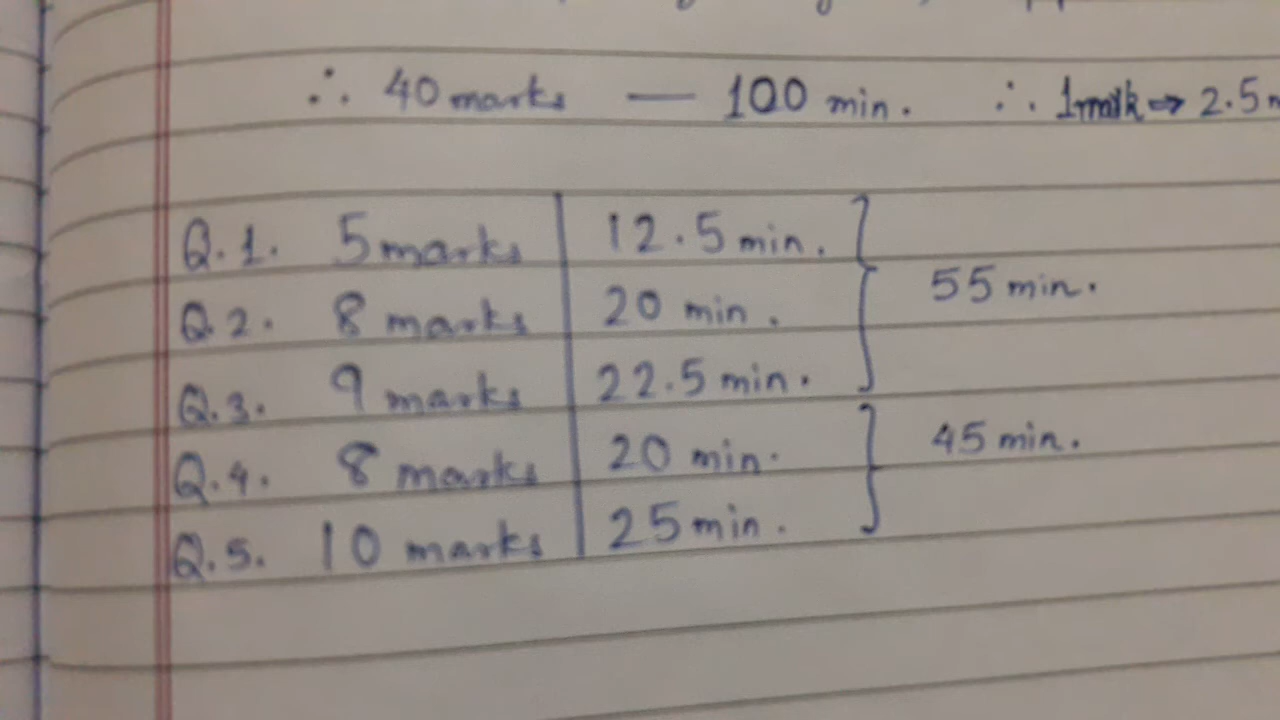 ∴ 40 marks — 100 min. ∴ 1 mark ⇒ 2.5
Q.1. 5 marks 12.5 min.
55 min.
Q.2. 8 marks 20 min.
Q.3. 9 marks 22.5 min.
Q.4. 8 marks 20 min.
45 min.
Q.5. 10 marks 25 min.